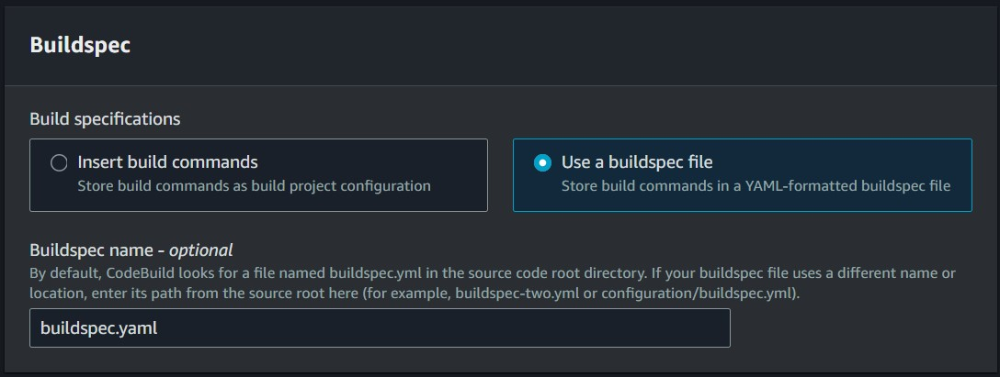 Buildspec
Build specifications
Insert build commands
Store build commands as build project configuration
Use a buildspec file
Store build commands in a YAML-formatted buildspec file
Buildspec name - optional
By default, CodeBuild looks for a file named buildspec.yml in the source code root directory. If your buildspec file uses a different name or
location, enter its path from the source root here (for example, buildspec-two.yml or configuration/buildspec.yml).
buildspec.yaml